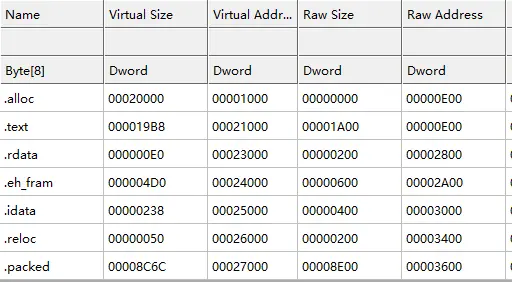 Name Virtual Size Virtual Addr... Raw Size Raw Address
Byte[8] Dword Dword Dword Dword
.alloc 00020000 00001000 00000000 00000E00
.text 000019B8 00021000 00001A00 00000E00
.rdata 000000E0 00023000 00000200 00002800
.eh_fram 000004D0 00024000 00000600 00002A00
.idata 00000238 00025000 00000400 00003000
.reloc 00000050 00026000 00000200 00003400
.packed 00008C6C 00027000 00008E00 00003600